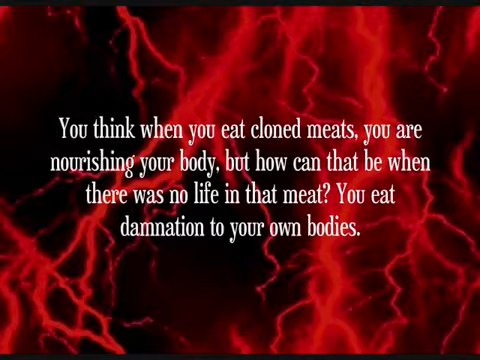 You think when you eat cloned meats, you are
nourishing your body, but how can that be when
there was no life in that meat? You eat
damnation to your own bodies.